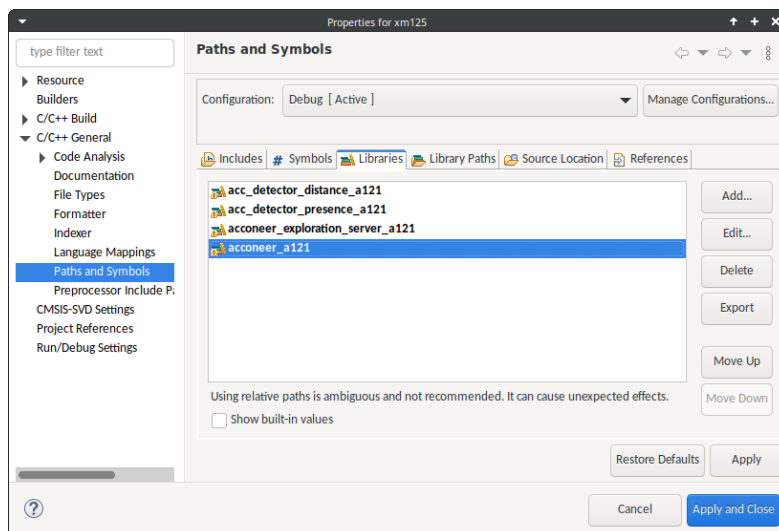 Properties for xm125
type filter text
Resource
Builders
C/C++ Build
C/C++ General
Code Analysis
Documentation
File Types
Formatter
Indexer
Language Mappings
Paths and Symbols
Preprocessor Include Pa
CMSIS-SVD Settings
Project References
Run/Debug Settings
Paths and Symbols
Configuration: Debug [ Active ] Manage Configurations...
Includes # Symbols Libraries Library Paths Source Location References
acc_detector_distance_a121
acc_detector_presence_a121
acconeer_exploration_server_a121
acconeer_a121
Add...
Edit...
Delete
Export
Move Up
Move Down
Using relative paths is ambiguous and not recommended. It can cause unexpected effects.
Show built-in values
Restore Defaults Apply
? Cancel Apply and Close